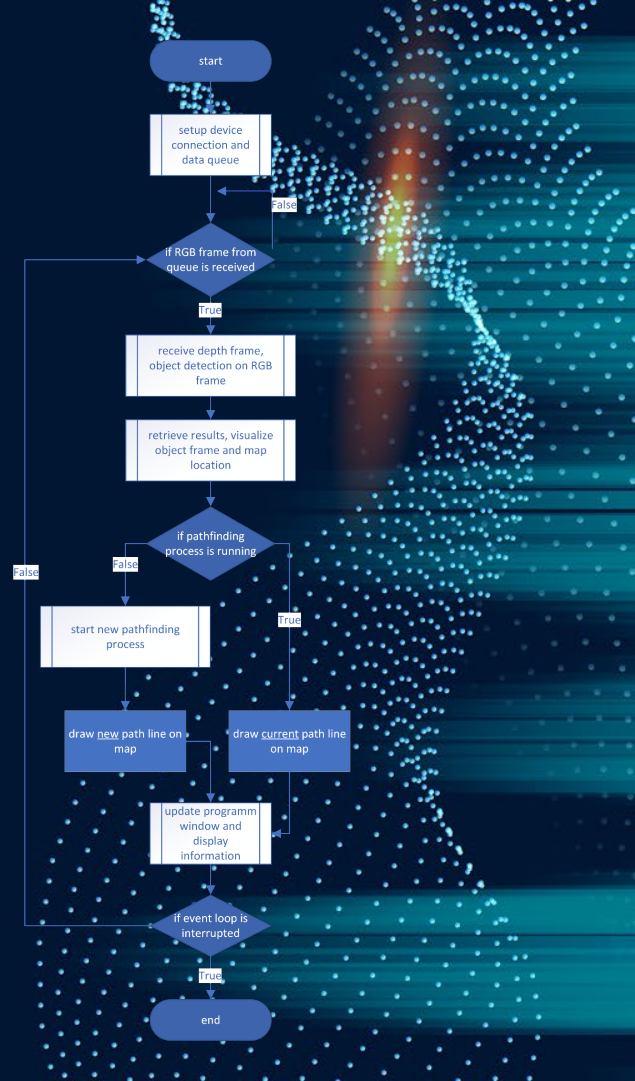 start
setup device
connection and
data queue
False
if RGB frame from
queue is received
True
receive depth frame,
object detection on RGB
frame
retrieve results, visualize
object frame and map
location
if pathfinding
process is running
False
False
True
start new pathfinding
process
draw new path line on
map
draw current path line
on map
update programm
window and
display
information
if event loop is
interrupted
True
end